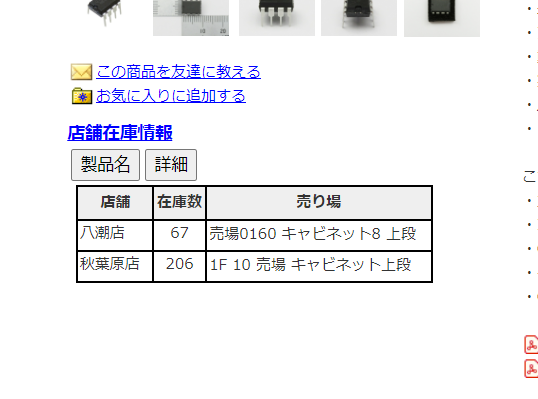 この商品を友達に教える
お気に入りに追加する
店舗在庫情報
製品名 詳細
店舗 在庫数 売り場
八潮店 67 売場0160 キャビネット8 上段
秋葉原店 206 1F 10 売場 キャビネット上段
こ